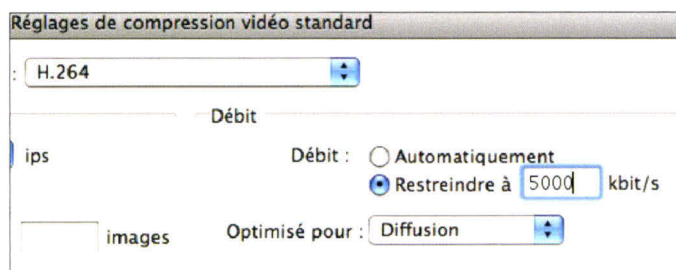 Réglages de compression vidéo standard
: H.264
Débit
ips
Débit : Automatiquement
Restreindre à 5000 kbit/s
images Optimisé pour : Diffusion